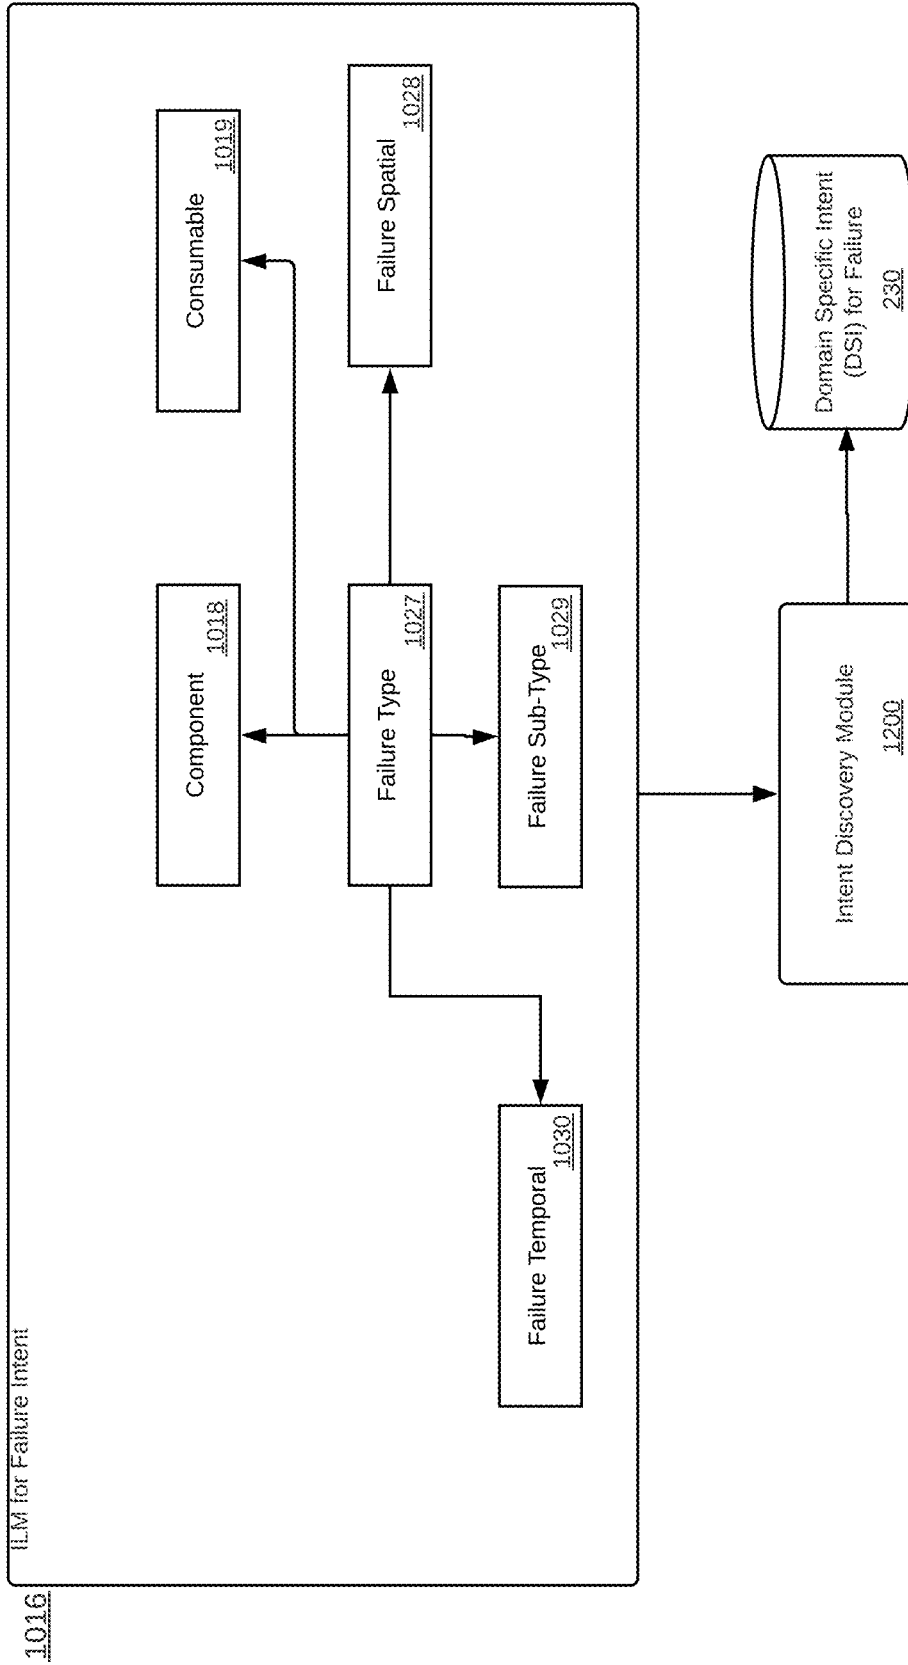 1016
ILM for Failure Intent
Component
1018
Consumable
1019
Failure Type
1027
Failure Spatial
1028
Failure Temporal
1030
Failure Sub-Type
1029
Intent Discovery Module
1200
Domain Specific Intent
(DSI) for Failure
230